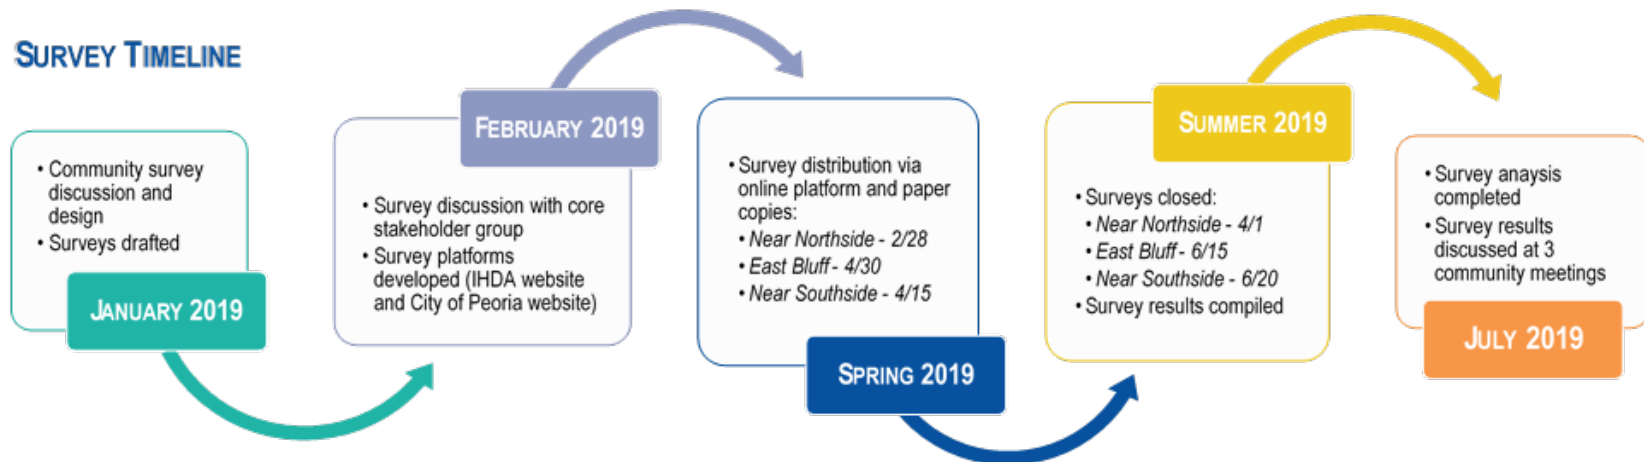 SURVEY TIMELINE
• Community survey
discussion and
design
• Surveys drafted
JANUARY 2019
FEBRUARY 2019
• Survey discussion with core
stakeholder group
• Survey platforms
developed (IHDA website
and City of Peoria website)
• Survey distribution via
online platform and paper
copies:
• Near Northside - 2/28
• East Bluff - 4/30
• Near Southside - 4/15
SPRING 2019
SUMMER 2019
• Surveys closed:
• Near Northside - 4/1
• East Bluff - 6/15
• Near Southside - 6/20
• Survey results compiled
• Survey anaysis
completed
• Survey results
discussed at 3
community meetings
JULY 2019